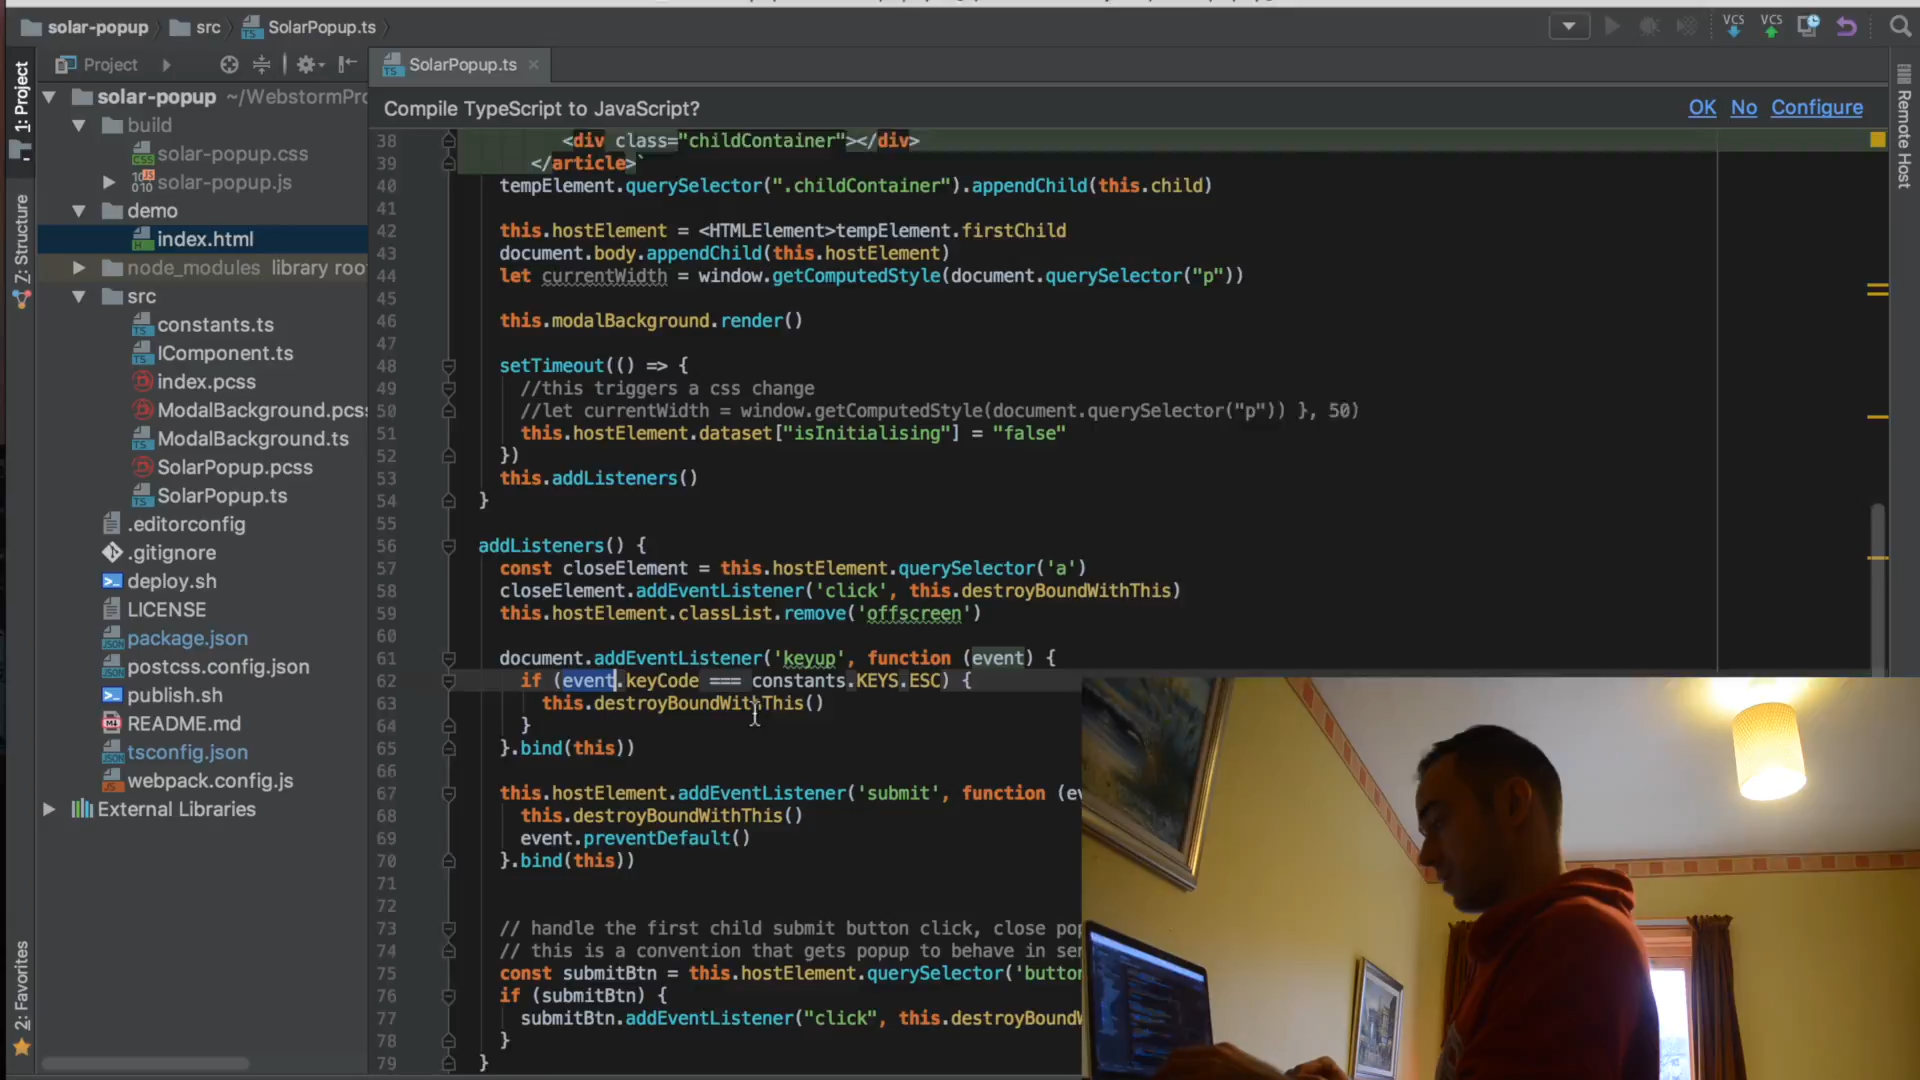 solar-popup src SolarPopup.ts
VCS VCS
Project
SolarPopup.ts
Compile TypeScript to JavaScript? OK No Configure
1: Project
Z: Structure
2: Favorites
Remote Host
solar-popup ~/WebstormPro
build
solar-popup.css
solar-popup.js
demo
index.html
node_modules library roo
src
constants.ts
IComponent.ts
index.pcss
ModalBackground.pcss
ModalBackground.ts
SolarPopup.pcss
SolarPopup.ts
.editorconfig
.gitignore
deploy.sh
LICENSE
package.json
postcss.config.json
publish.sh
README.md
tsconfig.json
webpack.config.js
External Libraries
38 <div class="childContainer"></div>
39 </article>`
40 tempElement.querySelector(".childContainer").appendChild(this.child)
41
42 this.hostElement = <HTMLElement>tempElement.firstChild
43 document.body.appendChild(this.hostElement)
44 let currentWidth = window.getComputedStyle(document.querySelector("p"))
45
46 this.modalBackground.render()
47
48 setTimeout(() => {
49 //this triggers a css change
50 //let currentWidth = window.getComputedStyle(document.querySelector("p")) }, 50)
51 this.hostElement.dataset["isInitialising"] = "false"
52 })
53 this.addListeners()
54 }
55
56 addListeners() {
57 const closeElement = this.hostElement.querySelector('a')
58 closeElement.addEventListener('click', this.destroyBoundWithThis)
59 this.hostElement.classList.remove('offscreen')
60
61 document.addEventListener('keyup', function (event) {
62 if (event.keyCode === constants.KEYS.ESC) {
63 this.destroyBoundWithThis()
64 }
65 }.bind(this))
66
67 this.hostElement.addEventListener('submit', function (ev
68 this.destroyBoundWithThis()
69 event.preventDefault()
70 }.bind(this))
71
72
73 // handle the first child submit button click, close pop
74 // this is a convention that gets popup to behave in sen
75 const submitBtn = this.hostElement.querySelector('button
76 if (submitBtn) {
77 submitBtn.addEventListener("click", this.destroyBoundW
78 }
79 }